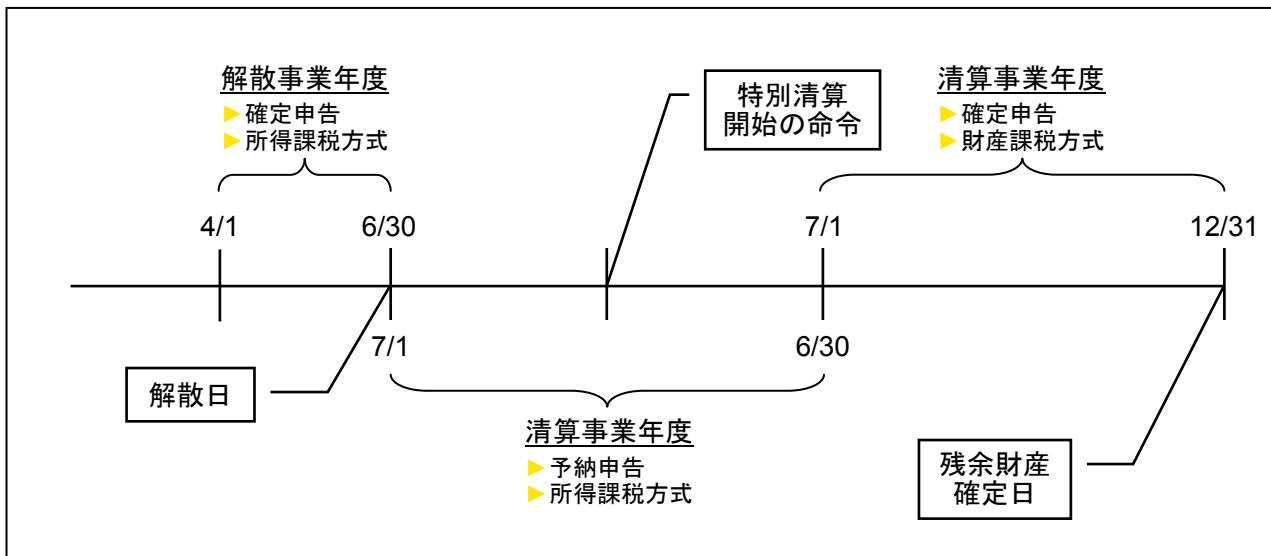 解散事業年度
▶確定申告
▶所得課税方式
特別清算
開始の命令
清算事業年度
▶確定申告
▶財産課税方式
4/1
6/30
7/1
12/31
7/1
6/30
解散日
清算事業年度
▶予納申告
▶所得課税方式
残余財産
確定日